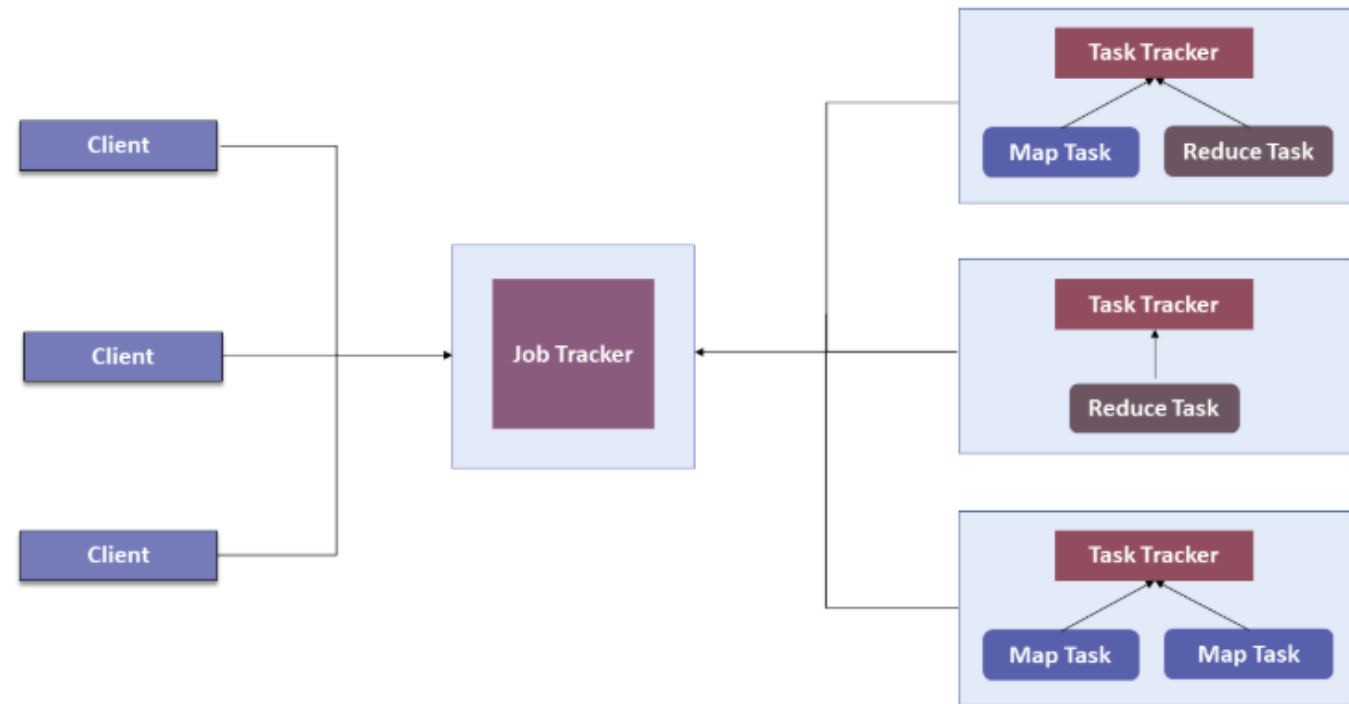 Client
Client
Client
Job Tracker
Task Tracker
Map Task
Reduce Task
Task Tracker
Reduce Task
Task Tracker
Map Task
Map Task